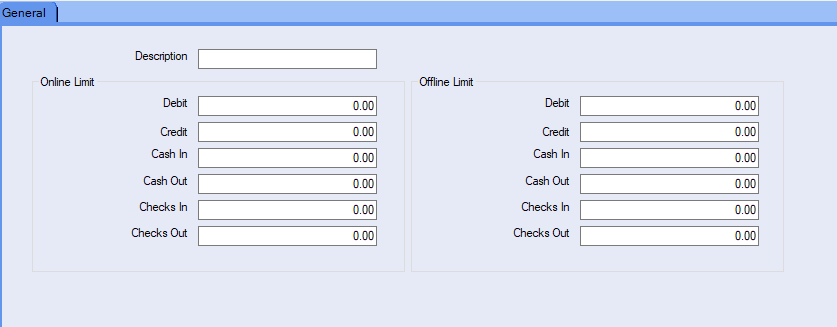 General
Description
Online Limit Offline Limit
Debit 0.00 Debit 0.00
Credit 0.00 Credit 0.00
Cash In 0.00 Cash In 0.00
Cash Out 0.00 Cash Out 0.00
Checks In 0.00 Checks In 0.00
Checks Out 0.00 Checks Out 0.00